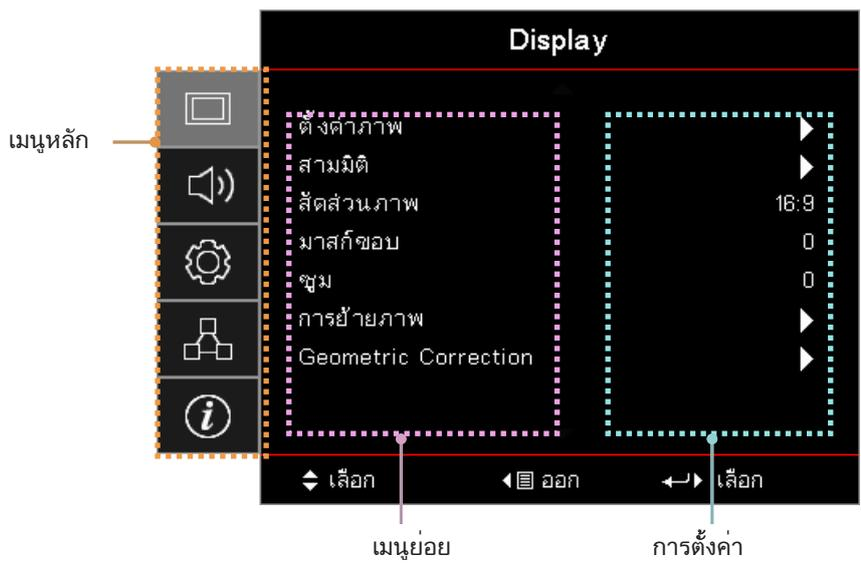 Display
เมนูหลัก
ตั้งค่าภาพ
สามมิติ
สัดส่วนภาพ 16:9
มาสก์ขอบ 0
ซูม 0
การย้ายภาพ
Geometric Correction
เลือก ออก เลือก
เมนูย่อย การตั้งค่า